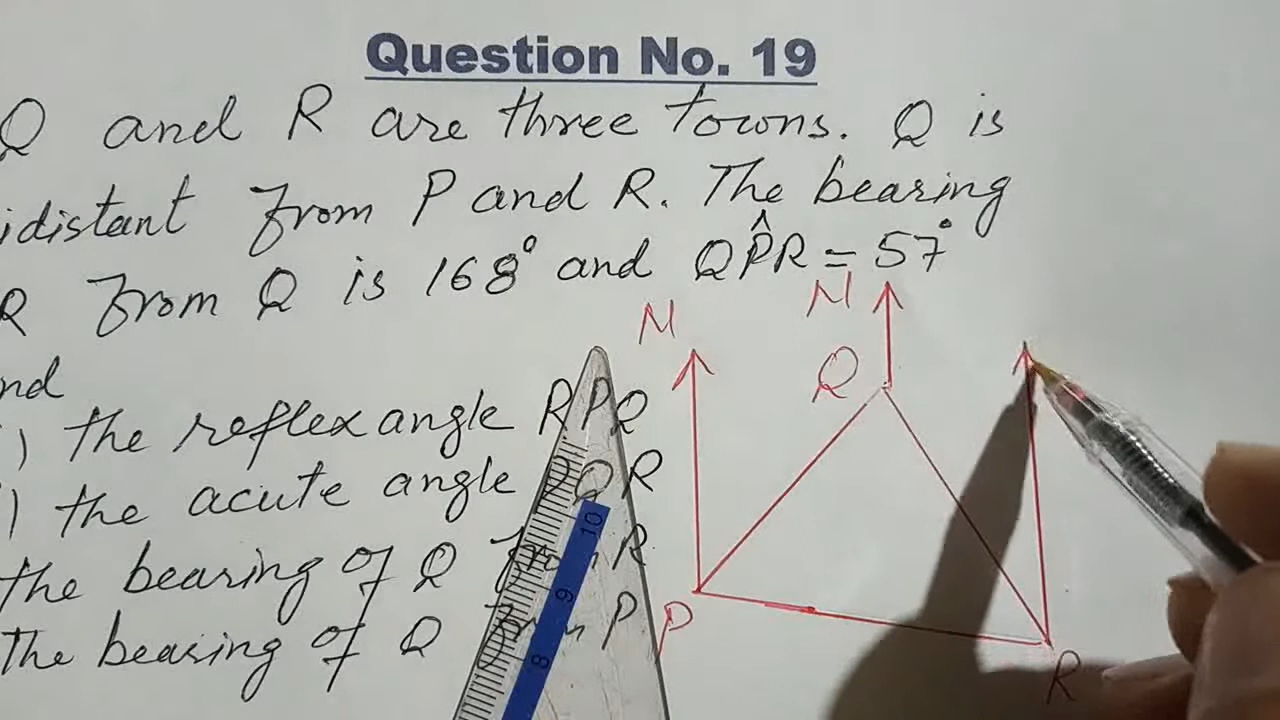 Question No. 19
Q and R are three towns. Q is
idistant from P and R. The bearing
R from Q is 168° and QP̂R = 57°
nd
) the reflex angle RPQ
) the acute angle PQR
the bearing of Q from R
the bearing of Q from P
N
N
Q
P
R
10
9
8